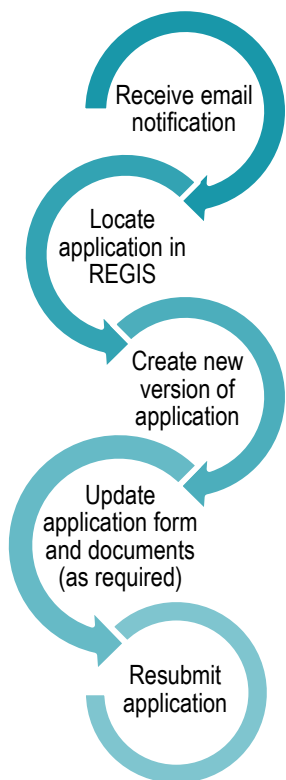 Receive email
notification
Locate
application in
REGIS
Create new
version of
application
Update
application form
and documents
(as required)
Resubmit
application